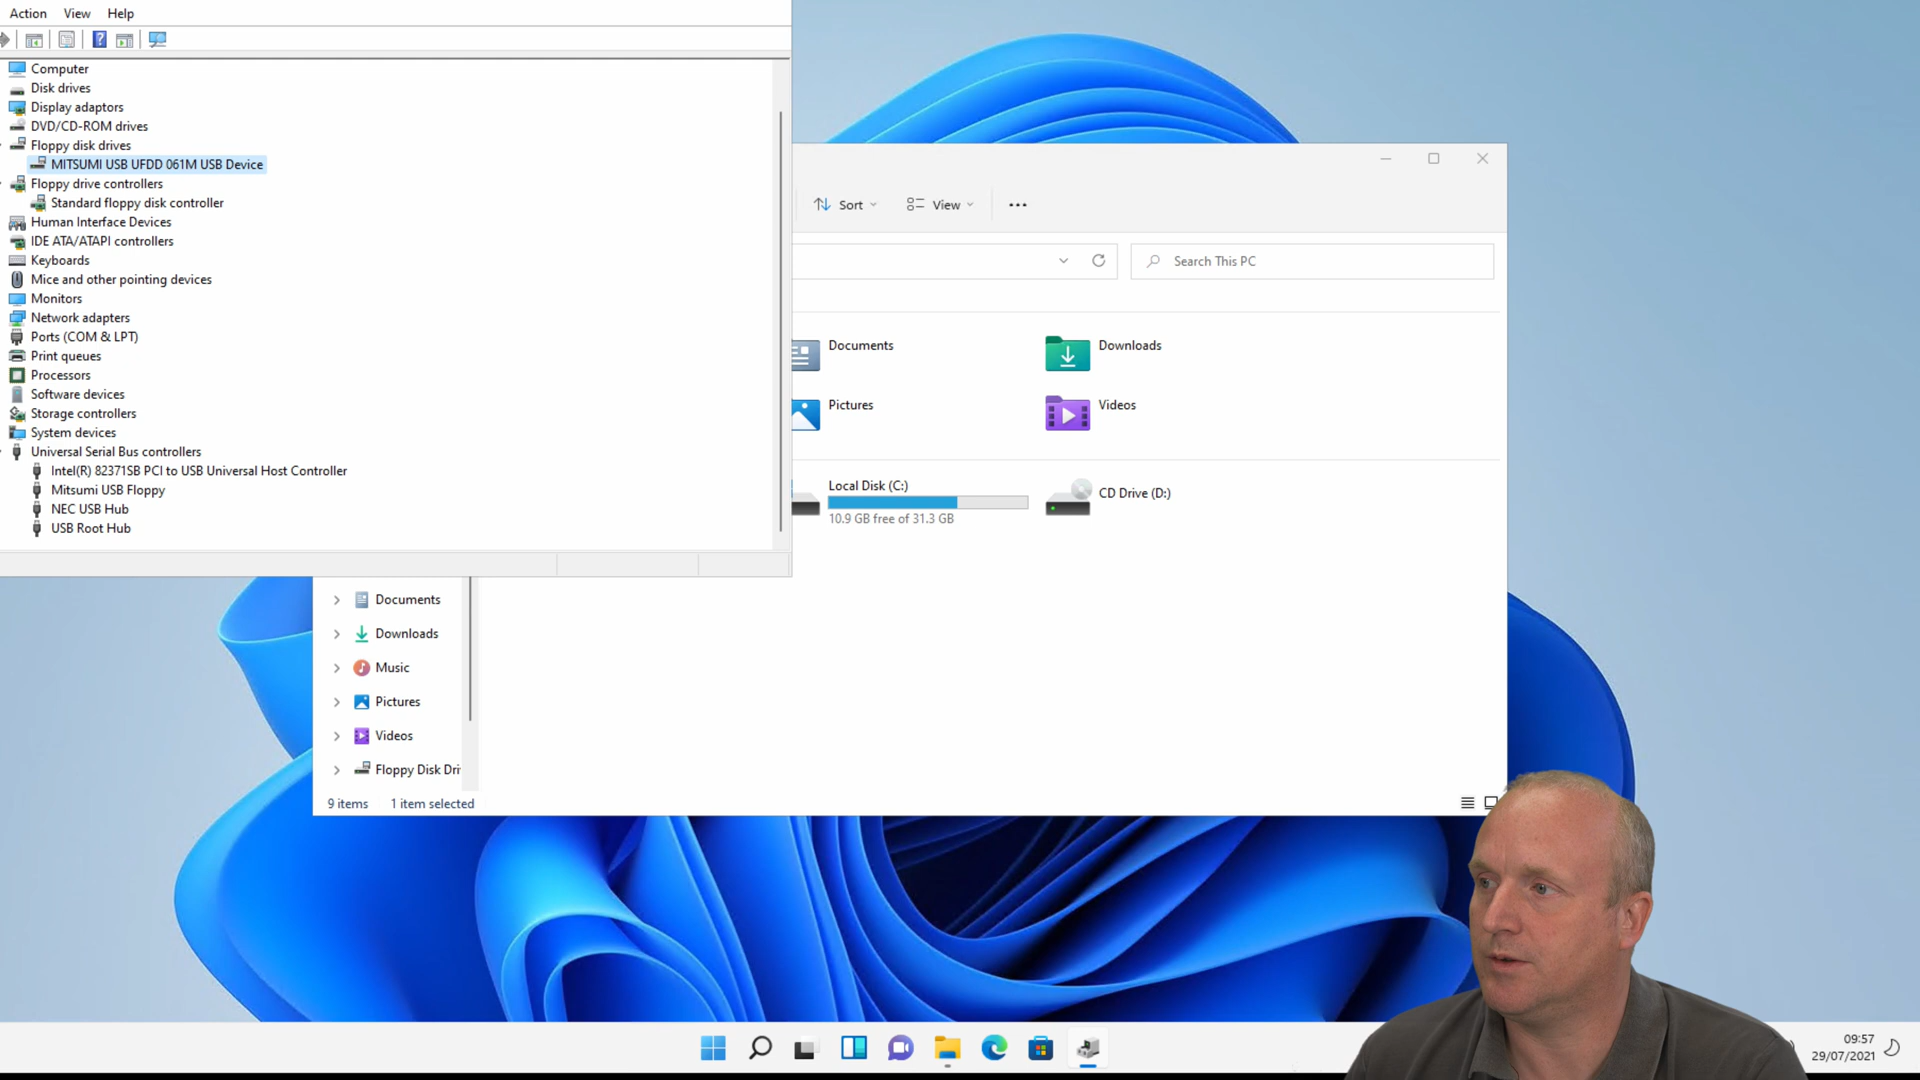 Action View Help
Computer
Disk drives
Display adaptors
DVD/CD-ROM drives
Floppy disk drives
MITSUMI USB UFDD 061M USB Device
Floppy drive controllers
Standard floppy disk controller
Human Interface Devices
IDE ATA/ATAPI controllers
Keyboards
Mice and other pointing devices
Monitors
Network adapters
Ports (COM & LPT)
Print queues
Processors
Software devices
Storage controllers
System devices
Universal Serial Bus controllers
Intel(R) 82371SB PCI to USB Universal Host Controller
Mitsumi USB Floppy
NEC USB Hub
USB Root Hub
Sort View
Search This PC
Documents
Downloads
Pictures
Videos
Local Disk (C:)
10.9 GB free of 31.3 GB
CD Drive (D:)
Documents
Downloads
Music
Pictures
Videos
Floppy Disk Dri
9 items 1 item selected
09:57
29/07/2021